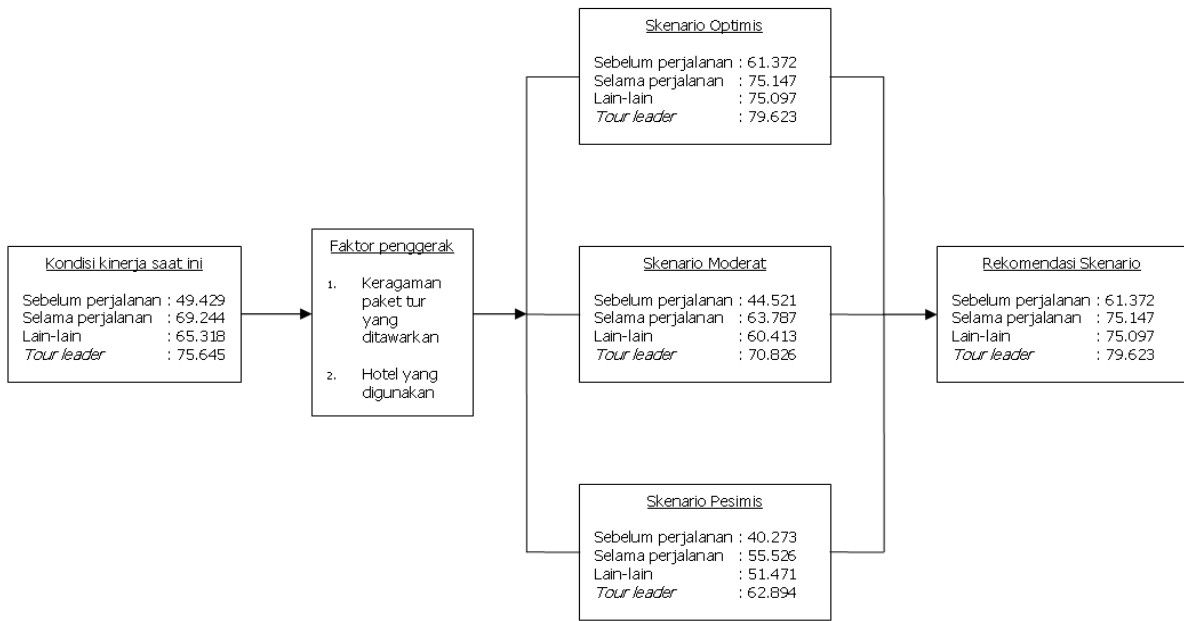 Kondisi kinerja saat ini
Sebelum perjalanan : 49.429
Selama perjalanan : 69.244
Lain-lain : 65.318
Tour leader : 75.645
Faktor penggerak
1. Keragaman
paket tur
yang
ditawarkan
2. Hotel yang
digunakan
Skenario Optimis
Sebelum perjalanan : 61.372
Selama perjalanan : 75.147
Lain-lain : 75.097
Tour leader : 79.623
Skenario Moderat
Sebelum perjalanan : 44.521
Selama perjalanan : 63.787
Lain-lain : 60.413
Tour leader : 70.826
Skenario Pesimis
Sebelum perjalanan : 40.273
Selama perjalanan : 55.526
Lain-lain : 51.471
Tour leader : 62.894
Rekomendasi Skenario
Sebelum perjalanan : 61.372
Selama perjalanan : 75.147
Lain-lain : 75.097
Tour leader : 79.623